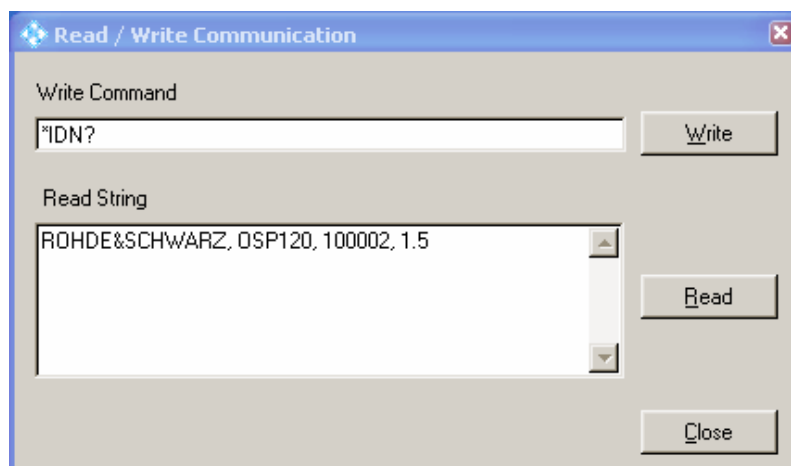 Read / Write Communication
Write Command
*IDN?
Write
Read String
ROHDE&SCHWARZ, OSP120, 100002, 1.5
Read
Close